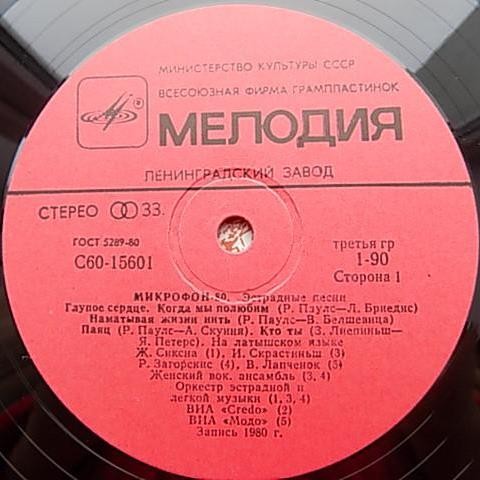 МИНИСТЕРСТВО КУЛЬТУРЫ СССР
ВСЕСОЮЗНАЯ ФИРМА ГРАМПЛАСТИНОК
МЕЛОДИЯ
ЛЕНИНГРАДСКИЙ ЗАВОД
СТЕРЕО 33.
ГОСТ 5289-80 третья гр
С60-15601 1-90
Сторона 1
МИКРОФОН-80. Эстрадные песни
Глупое сердце. Когда мы полюбим (Р. Паулс—Л. Бриедис)
Наматывая жизни нить (Р. Паулс—В. Белшевица)
Паяц (Р. Паулс—А. Скуиня). Кто ты (З. Лиепиньш—
Я. Петерс). На латышском языке
Ж. Сиксна (1), И. Скрастиньш (3)
Р. Загорскис (4), В. Лапченок (5)
Женский вок. ансамбль (3, 4)
Оркестр эстрадной и
легкой музыки (1, 3, 4)
ВИА «Credo» (2)
ВИА «Модо» (5)
Запись 1980 г.